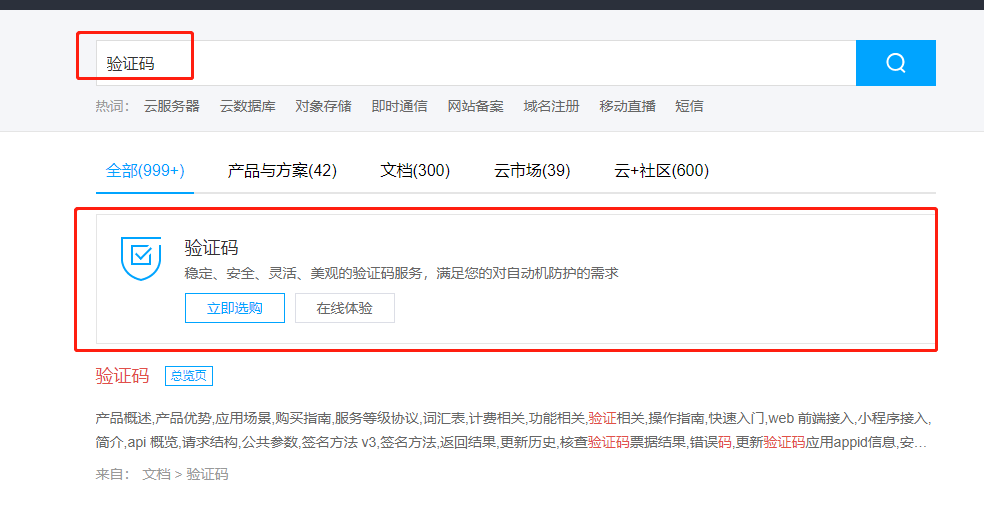 验证码
热词： 云服务器 云数据库 对象存储 即时通信 网站备案 域名注册 移动直播 短信
全部(999+) 产品与方案(42) 文档(300) 云市场(39) 云+社区(600)
验证码
稳定、安全、灵活、美观的验证码服务，满足您的对自动机防护的需求
立即选购 在线体验
验证码 总览页
产品概述,产品优势,应用场景,购买指南,服务等级协议,词汇表,计费相关,功能相关,验证相关,操作指南,快速入门,web 前端接入,小程序接入,
简介,api 概览,请求结构,公共参数,签名方法 v3,签名方法,返回结果,更新历史,核查验证码票据结果,错误码,更新验证码应用appid信息,安…
来自： 文档 > 验证码